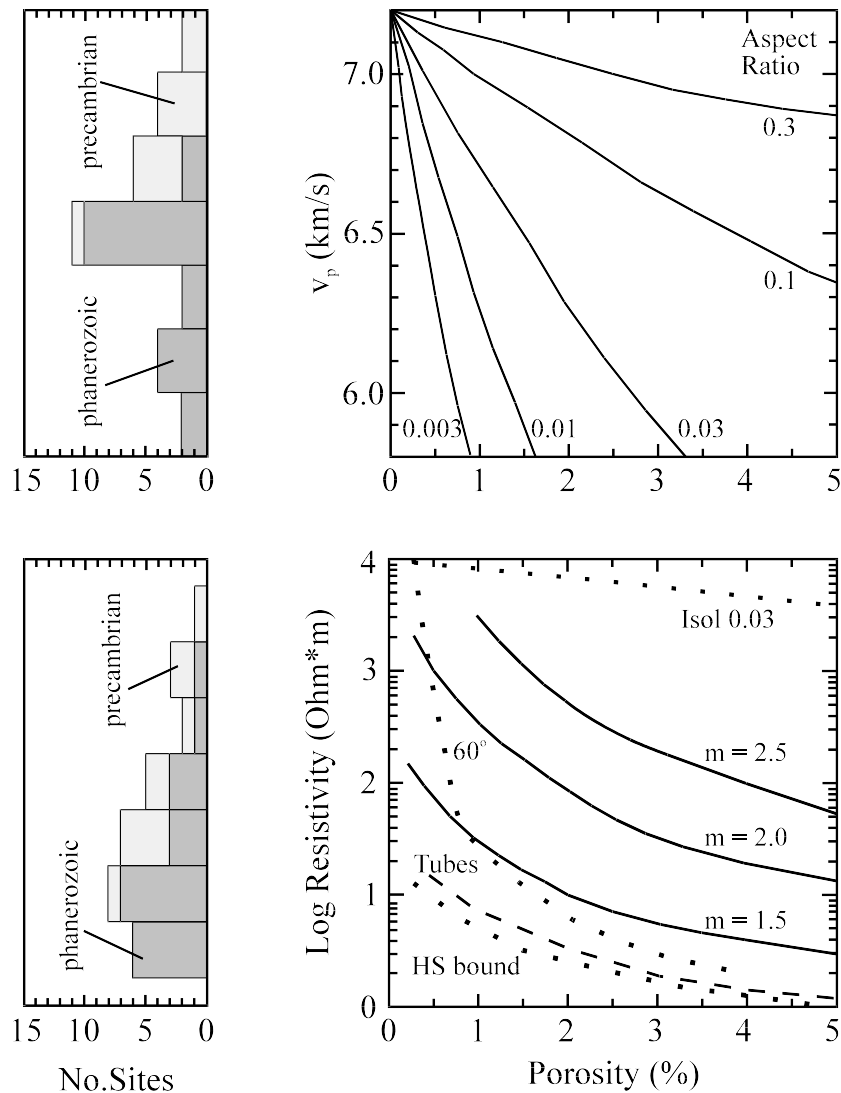 precambrian
phanerozoic
15 10 5 0
v_p (km/s)
7.0
6.5
6.0
Aspect
Ratio
0.3
0.1
0.003
0.01
0.03
0 1 2 3 4 5
precambrian
phanerozoic
15 10 5 0
No.Sites
Log Resistivity (Ohm*m)
4
3
2
1
0
Isol 0.03
60°
m = 2.5
m = 2.0
Tubes
m = 1.5
HS bound
0 1 2 3 4 5
Porosity (%)